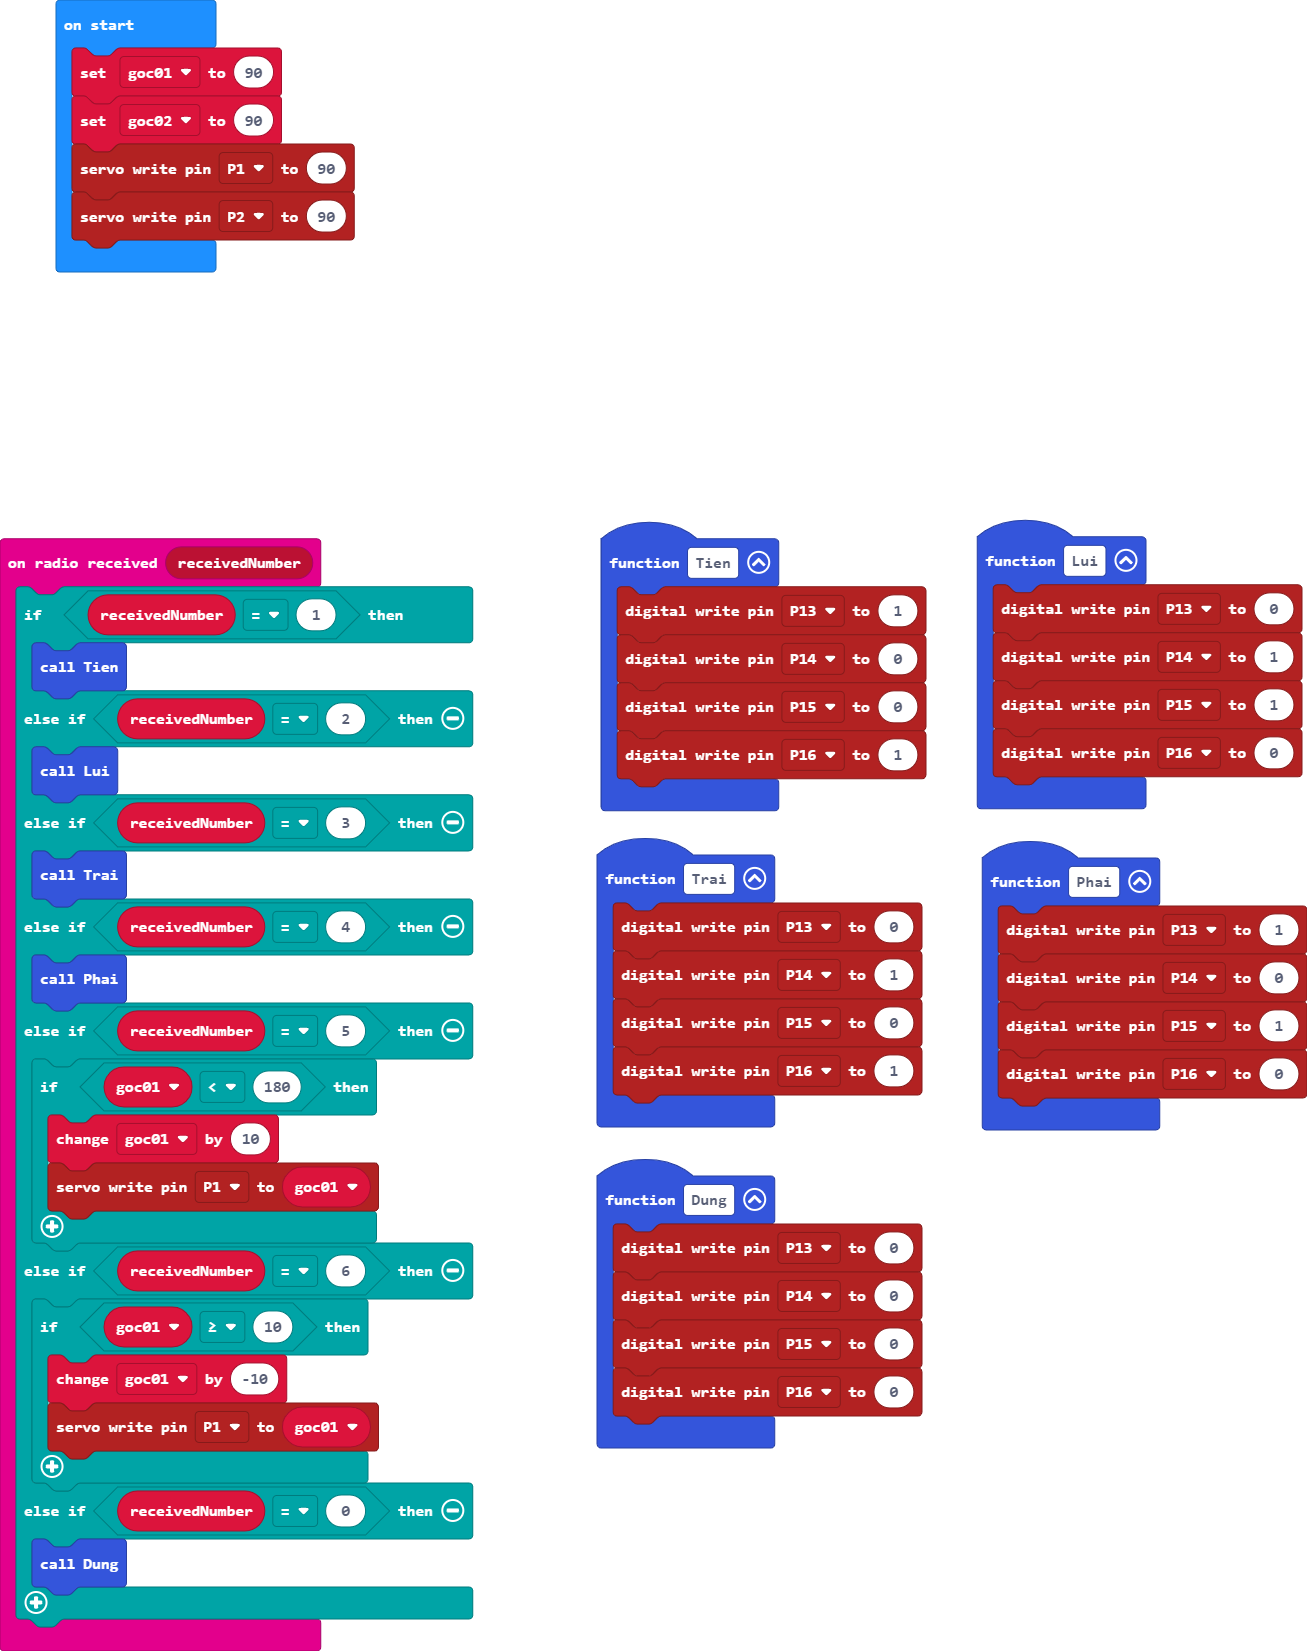 on start
set goc01 to 90
set goc02 to 90
servo write pin P1 to 90
servo write pin P2 to 90
on radio received receivedNumber
if receivedNumber = 1 then
call Tien
else if receivedNumber = 2 then
call Lui
else if receivedNumber = 3 then
call Trai
else if receivedNumber = 4 then
call Phai
else if receivedNumber = 5 then
if goc01 < 180 then
change goc01 by 10
servo write pin P1 to goc01
else if receivedNumber = 6 then
if goc01 ≥ 10 then
change goc01 by -10
servo write pin P1 to goc01
else if receivedNumber = 0 then
call Dung
function Tien
digital write pin P13 to 1
digital write pin P14 to 0
digital write pin P15 to 0
digital write pin P16 to 1
function Lui
digital write pin P13 to 0
digital write pin P14 to 1
digital write pin P15 to 1
digital write pin P16 to 0
function Trai
digital write pin P13 to 0
digital write pin P14 to 1
digital write pin P15 to 0
digital write pin P16 to 1
function Phai
digital write pin P13 to 1
digital write pin P14 to 0
digital write pin P15 to 1
digital write pin P16 to 0
function Dung
digital write pin P13 to 0
digital write pin P14 to 0
digital write pin P15 to 0
digital write pin P16 to 0